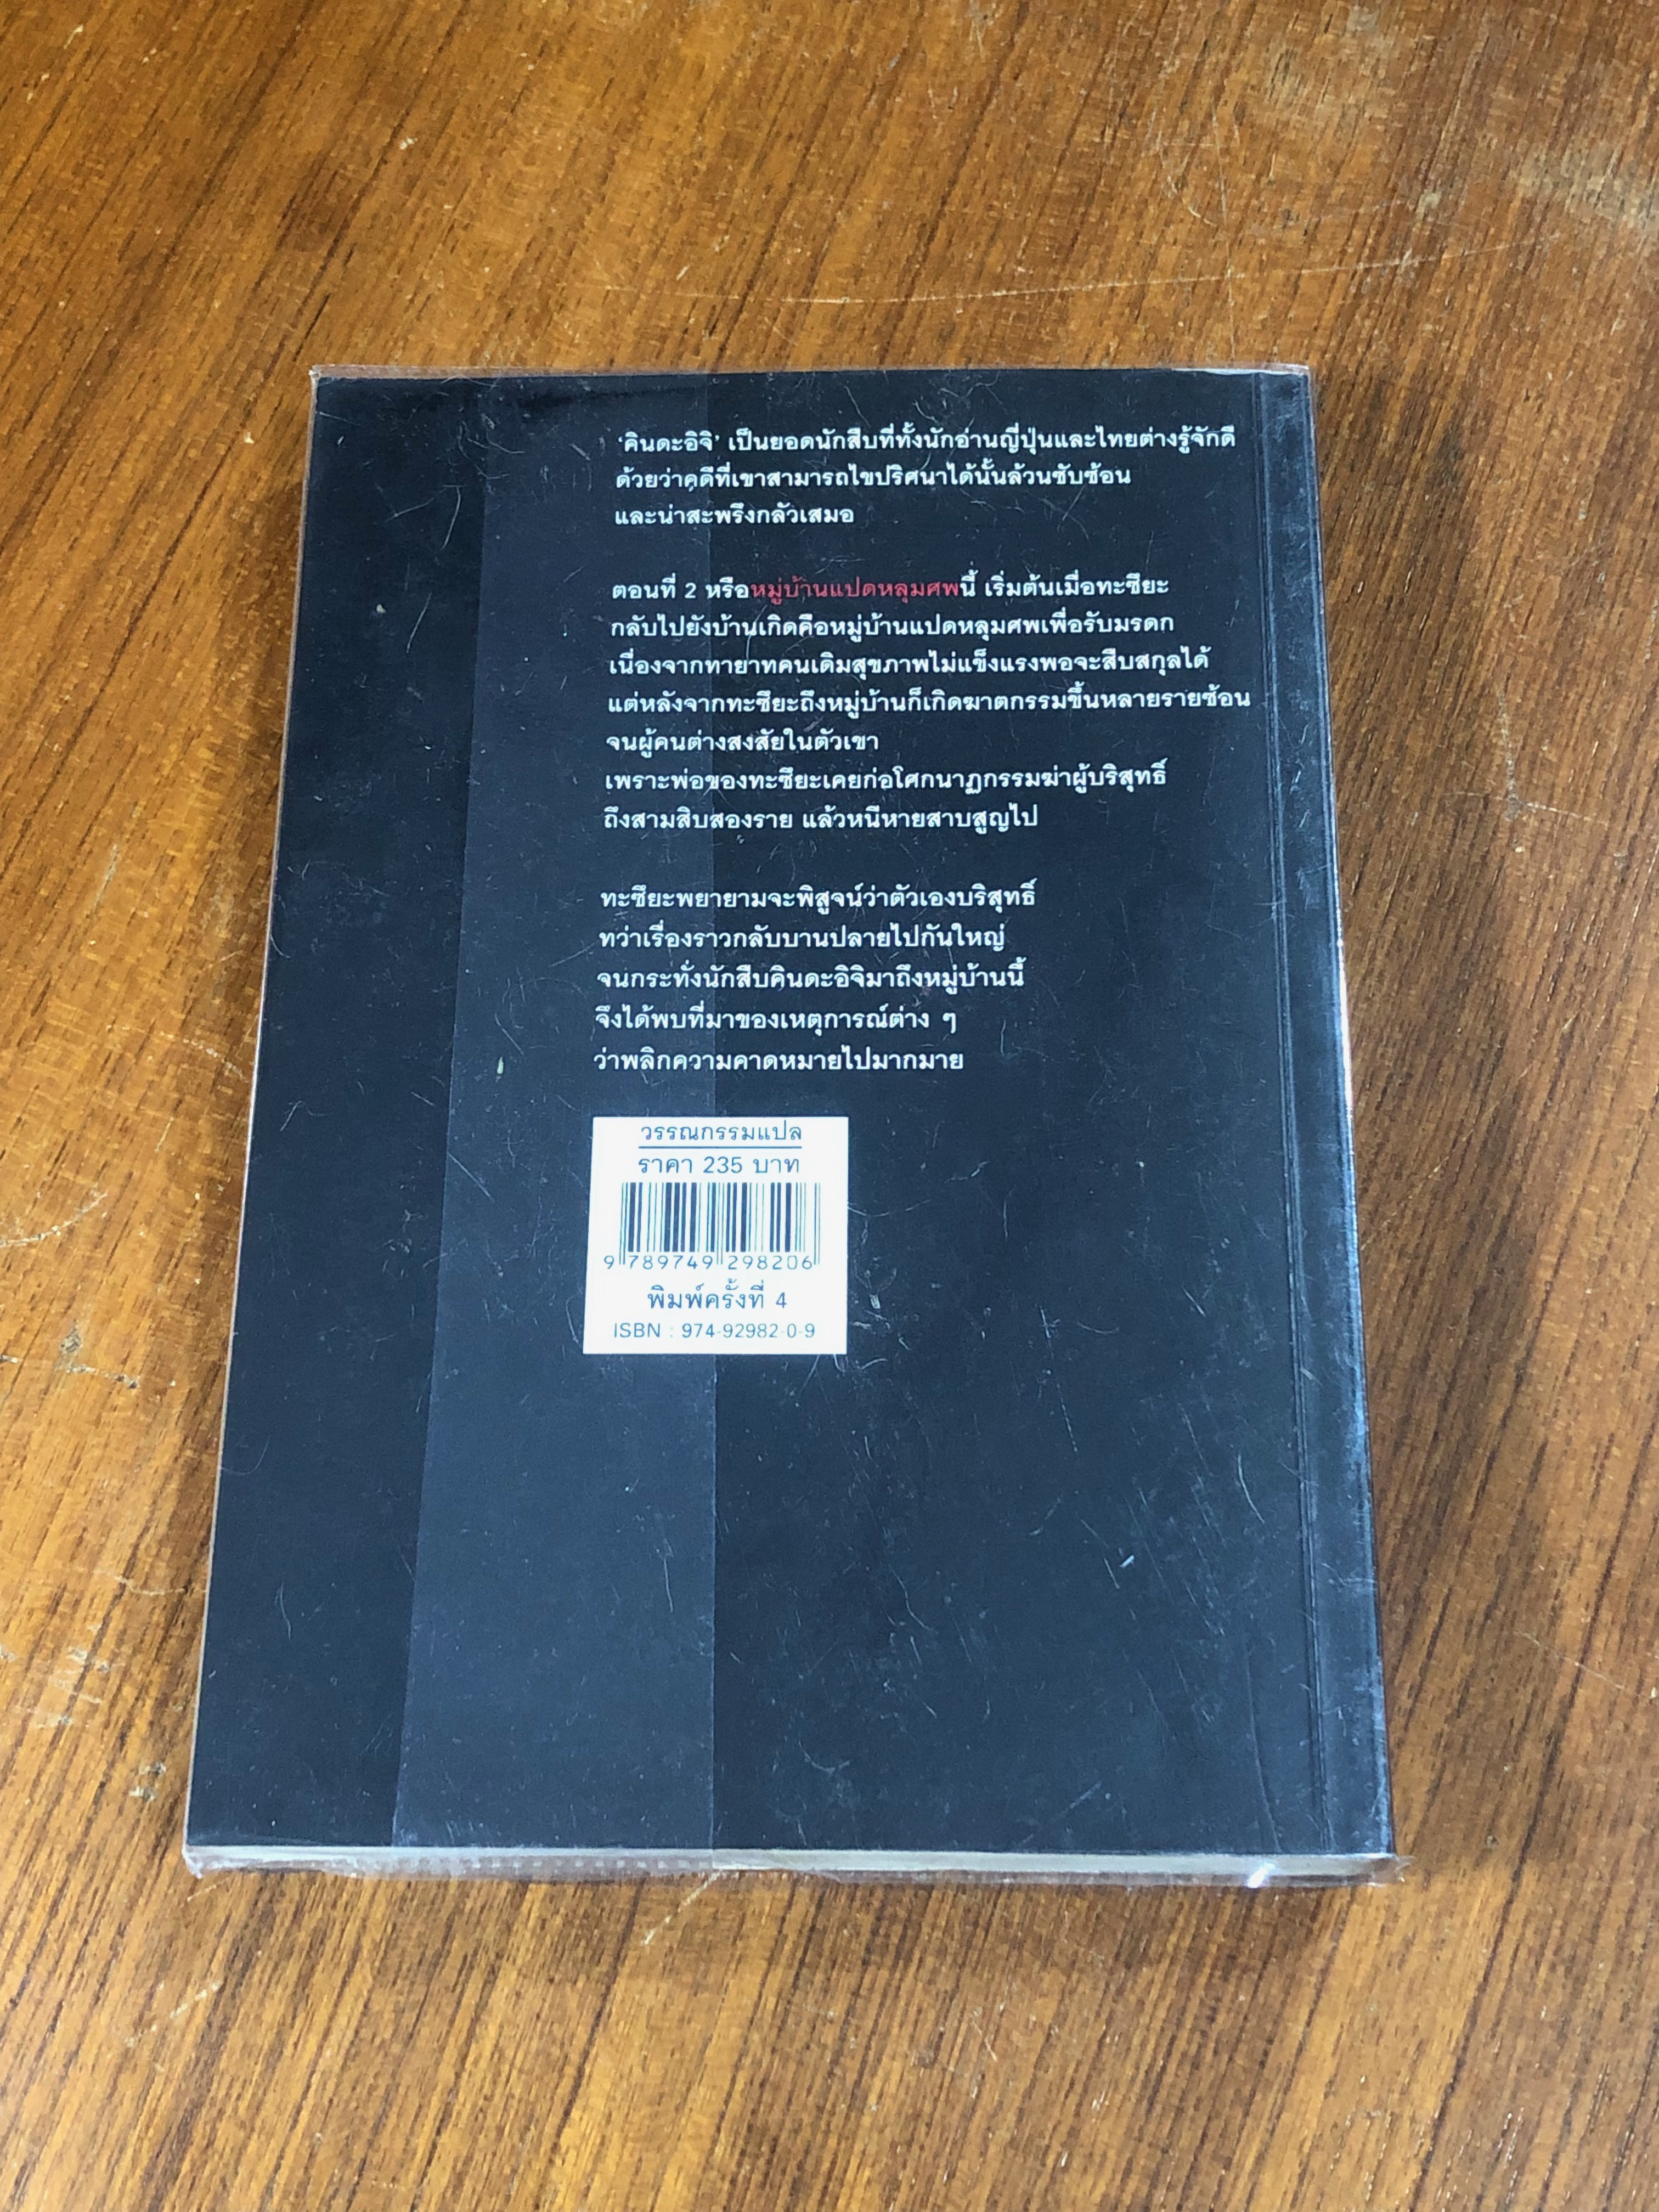 ‘คินดะอิจิ’ เป็นยอดนักสืบที่ทั้งนักอ่านญี่ปุ่นและไทยต่างรู้จักดี
ด้วยว่าคดีที่เขาสามารถไขปริศนาได้นั้นล้วนซับซ้อน
และน่าสะพรึงกลัวเสมอ
ตอนที่ 2 หรือหมู่บ้านแปดหลุมศพนี้ เริ่มต้นเมื่อทะซึยะ
กลับไปยังบ้านเกิดคือหมู่บ้านแปดหลุมศพเพื่อรับมรดก
เนื่องจากทายาทคนเดิมสุขภาพไม่แข็งแรงพอจะสืบสกุลได้
แต่หลังจากทะซึยะถึงหมู่บ้านก็เกิดฆาตกรรมขึ้นหลายรายซ้อน
จนผู้คนต่างสงสัยในตัวเขา
เพราะพ่อของทะซึยะเคยก่อโศกนาฏกรรมฆ่าผู้บริสุทธิ์
ถึงสามสิบสองราย แล้วหนีหายสาบสูญไป
ทะซึยะพยายามจะพิสูจน์ว่าตัวเองบริสุทธิ์
ทว่าเรื่องราวกลับบานปลายไปกันใหญ่
จนกระทั่งนักสืบคินดะอิจิมาถึงหมู่บ้านนี้
จึงได้พบที่มาของเหตุการณ์ต่าง ๆ
ว่าพลิกความคาดหมายไปมากมาย
วรรณกรรมแปล
ราคา 235 บาท
9 789749 298206
พิมพ์ครั้งที่ 4
ISBN : 974-92982-0-9